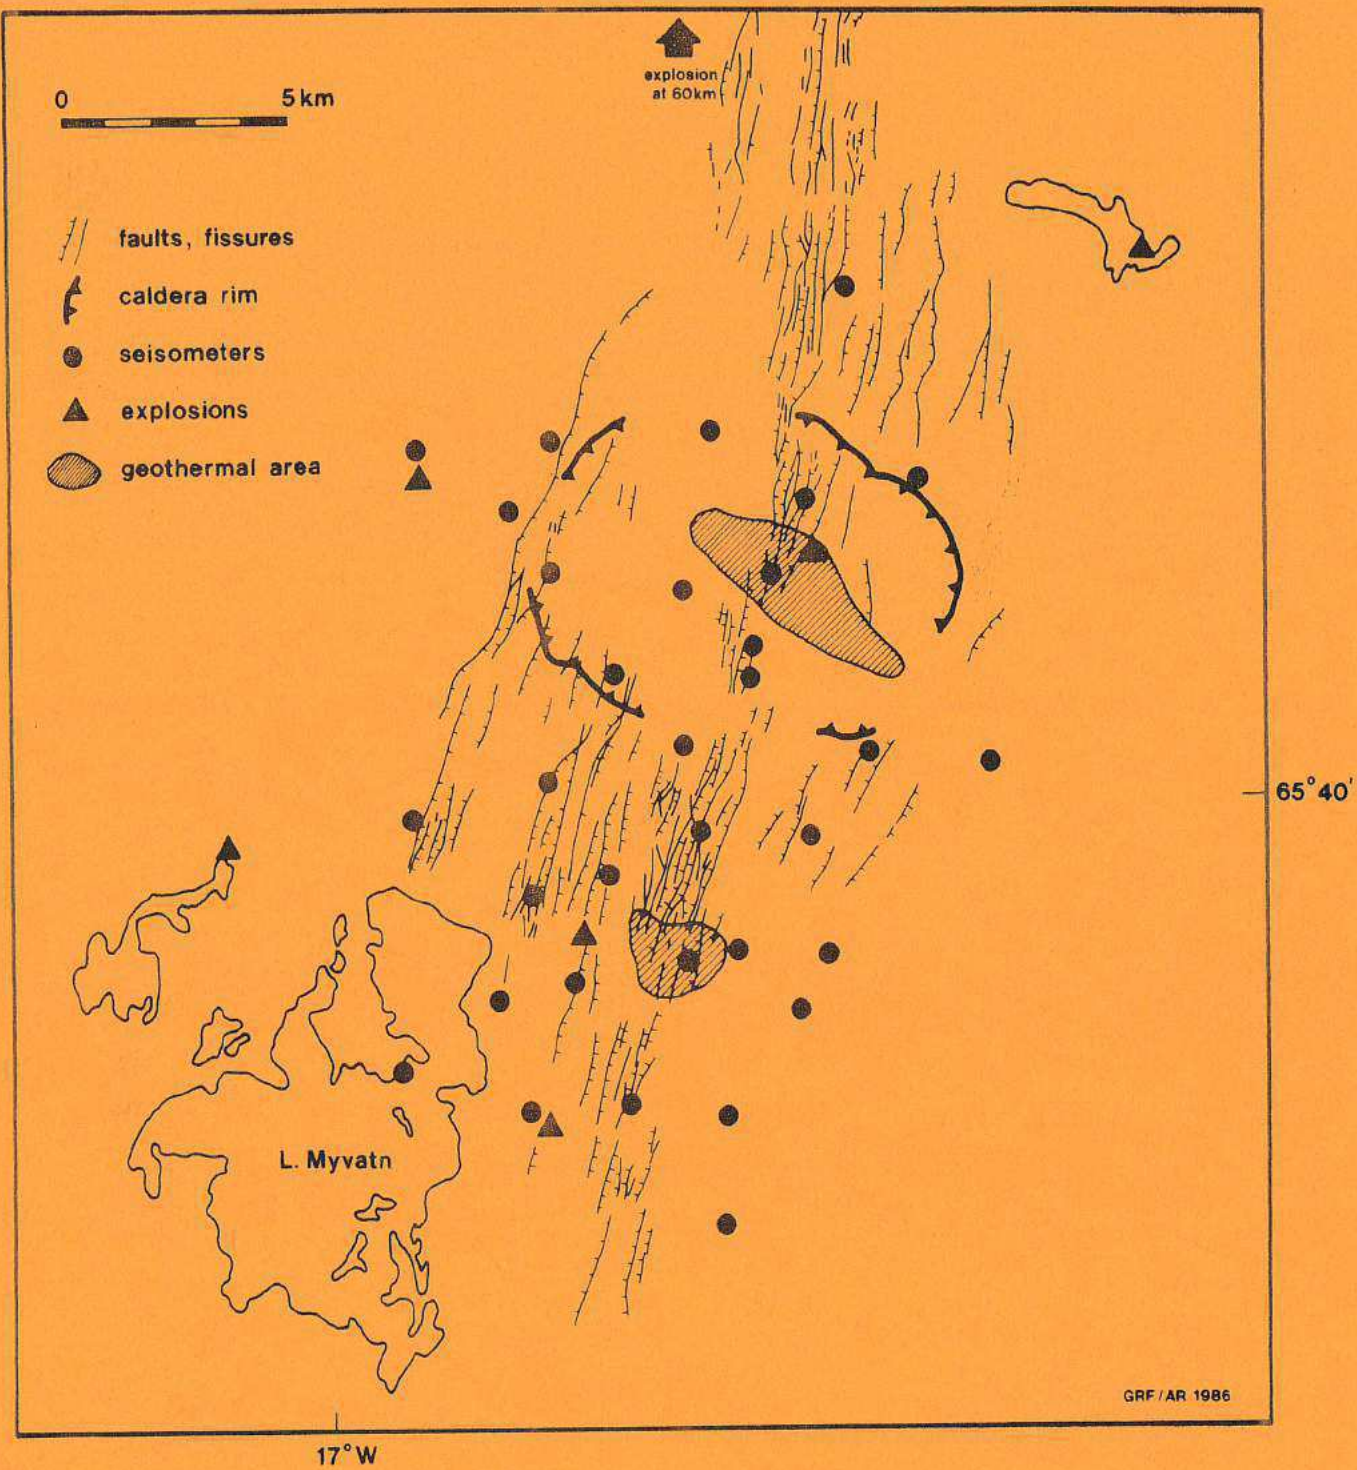 explosion
at 60km
0 5 km
faults, fissures
caldera rim
seisometers
explosions
geothermal area
65°40'
L. Myvatn
GRF/AR 1986
17°W